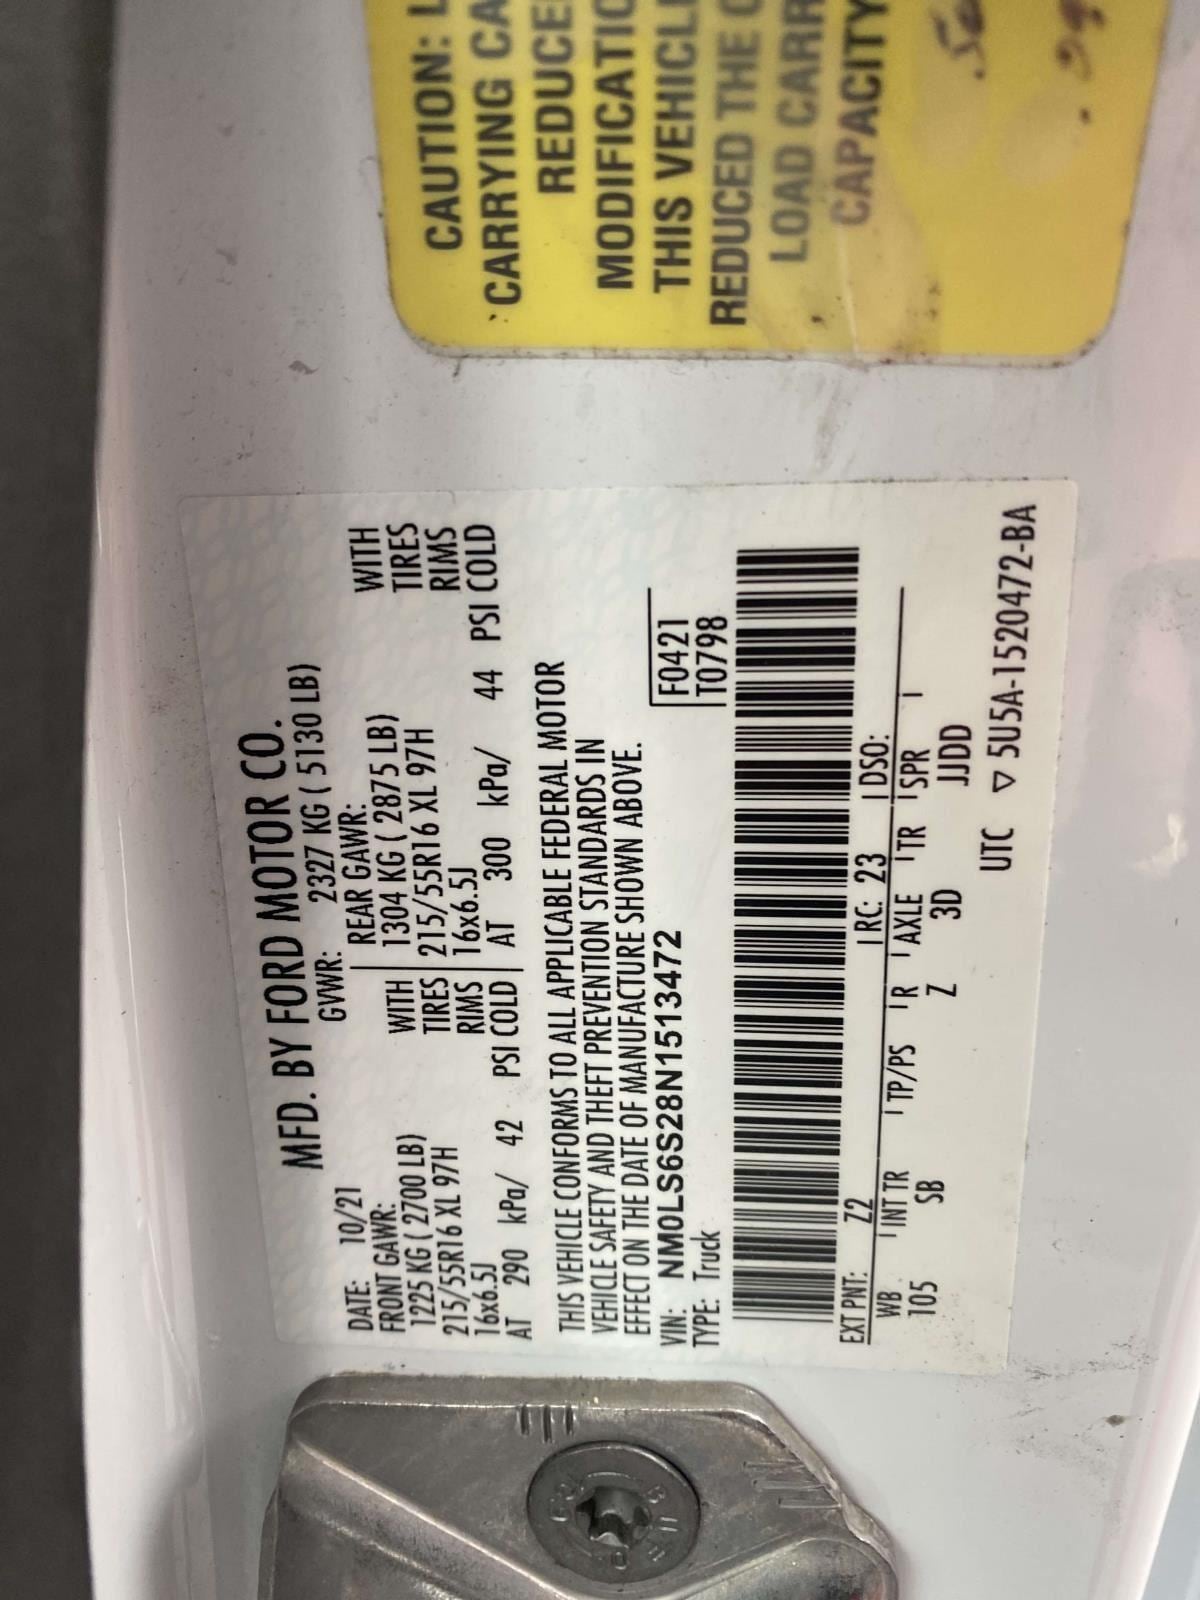 MFD. BY FORD MOTOR CO.
DATE: 10/21 GVWR: 2327 KG ( 5130 LB)
FRONT GAWR: REAR GAWR:
1225 KG ( 2700 LB) WITH 1304 KG ( 2875 LB) WITH
215/55R16 XL 97H TIRES 215/55R16 XL 97H TIRES
16x6.5J RIMS 16x6.5J RIMS
AT 290 kPa/ 42 PSI COLD AT 300 kPa/ 44 PSI COLD
THIS VEHICLE CONFORMS TO ALL APPLICABLE FEDERAL MOTOR
VEHICLE SAFETY AND THEFT PREVENTION STANDARDS IN
EFFECT ON THE DATE OF MANUFACTURE SHOWN ABOVE.
VIN: NM0LS6S28N1513472 F0421
TYPE: Truck T0798
EXT PNT: Z2 RC: 23 DSO:
WB INT TR TP/PS R AXLE TR SPR
105 SB Z 3D JJDD
UTC ▽ 5U5A-1520472-BA
CAUTION: L
CARRYING CA
REDUCE
MODIFICATIO
THIS VEHICL
REDUCED THE
LOAD CARR
CAPACITY